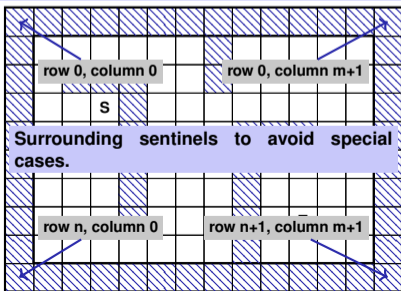 row 0, column 0
row 0, column m+1
S
Surrounding sentinels to avoid special
cases.
row n, column 0
row n+1, column m+1